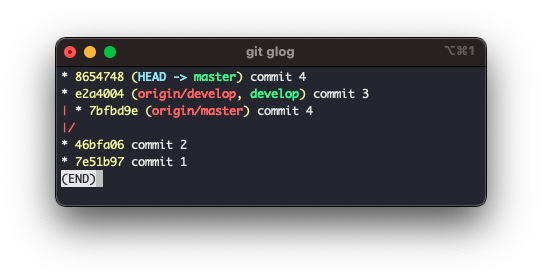 git glog
⌥⌘1
* 8654748 (HEAD -> master) commit 4
* e2a4004 (origin/develop, develop) commit 3
| * 7bfbd9e (origin/master) commit 4
|/
* 46bfa06 commit 2
* 7e51b97 commit 1
(END)